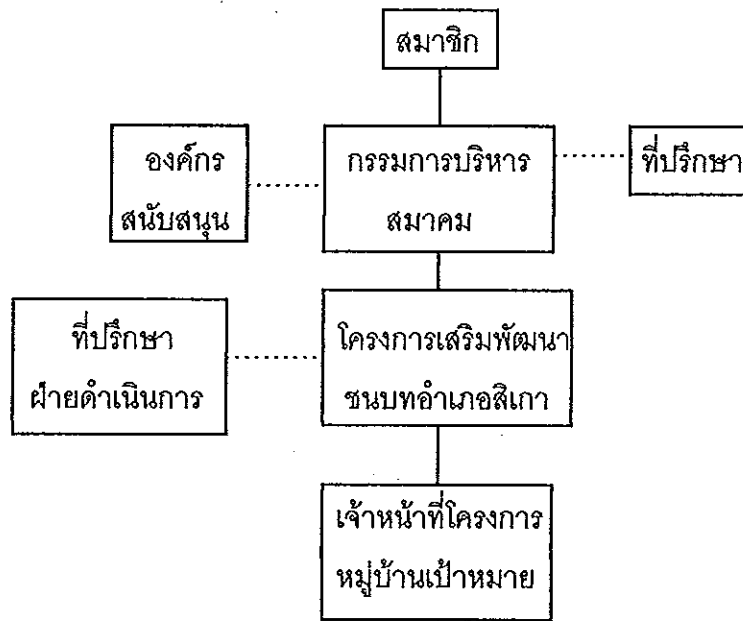 สมาชิก
องค์กร
สนับสนุน
กรรมการบริหาร
สมาคม
ที่ปรึกษา
ที่ปรึกษา
ฝ่ายดำเนินการ
โครงการเสริมพัฒนา
ชนบทอำเภอสิเกา
เจ้าหน้าที่โครงการ
หมู่บ้านเป้าหมาย